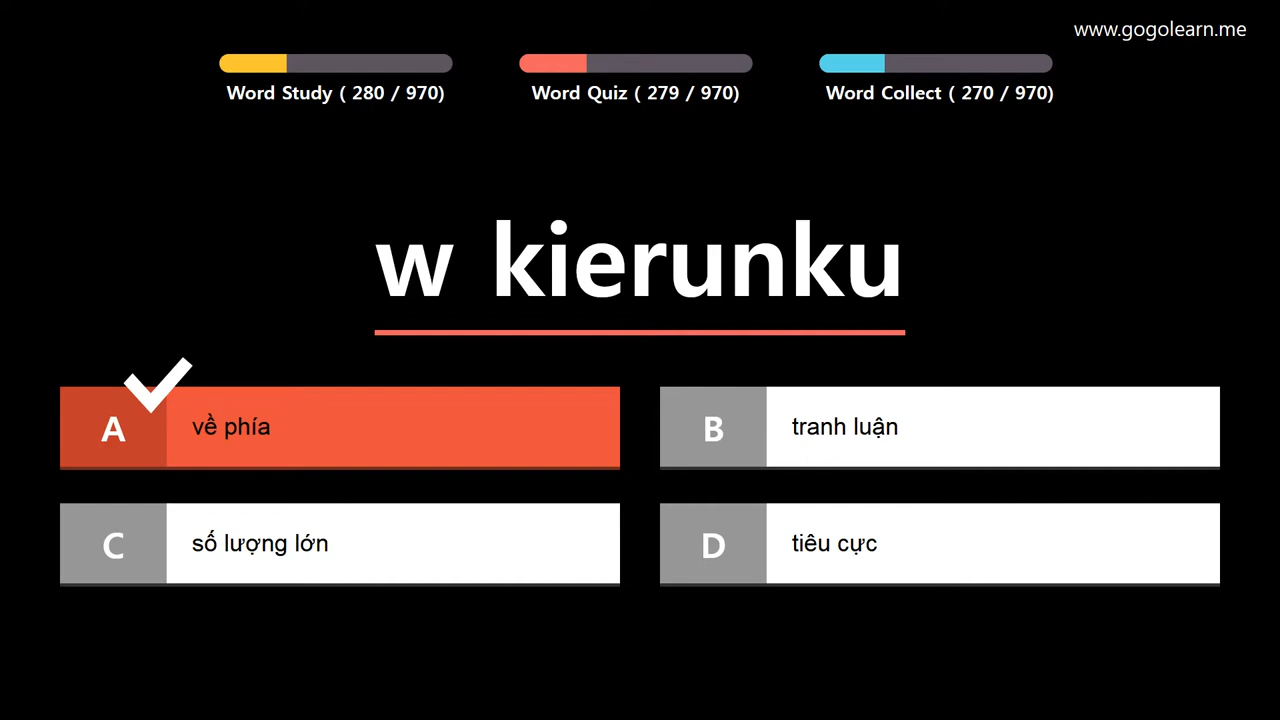 www.gogolearn.me
Word Study ( 280 / 970)
Word Quiz ( 279 / 970)
Word Collect ( 270 / 970)
w kierunku
A
về phía
B
tranh luận
C
số lượng lớn
D
tiêu cực